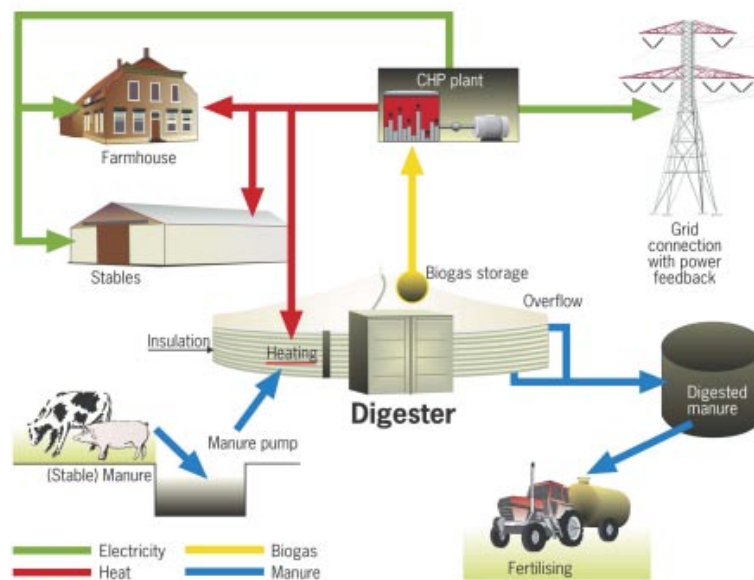 CHP plant
Farmhouse
Stables
Grid
connection
with power
feedback
Biogas storage
Overflow
Insulation
Heating
Digester
Digested
manure
Manure pump
(Stable) Manure
Fertilising
Electricity
Biogas
Heat
Manure